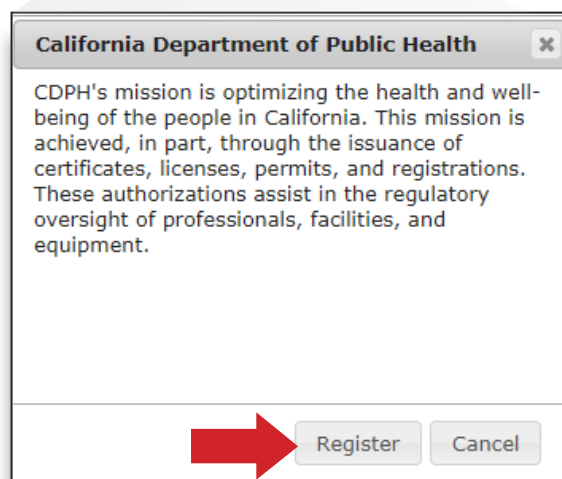 California Department of Public Health
CDPH's mission is optimizing the health and well-
being of the people in California. This mission is
achieved, in part, through the issuance of
certificates, licenses, permits, and registrations.
These authorizations assist in the regulatory
oversight of professionals, facilities, and
equipment.
Register Cancel